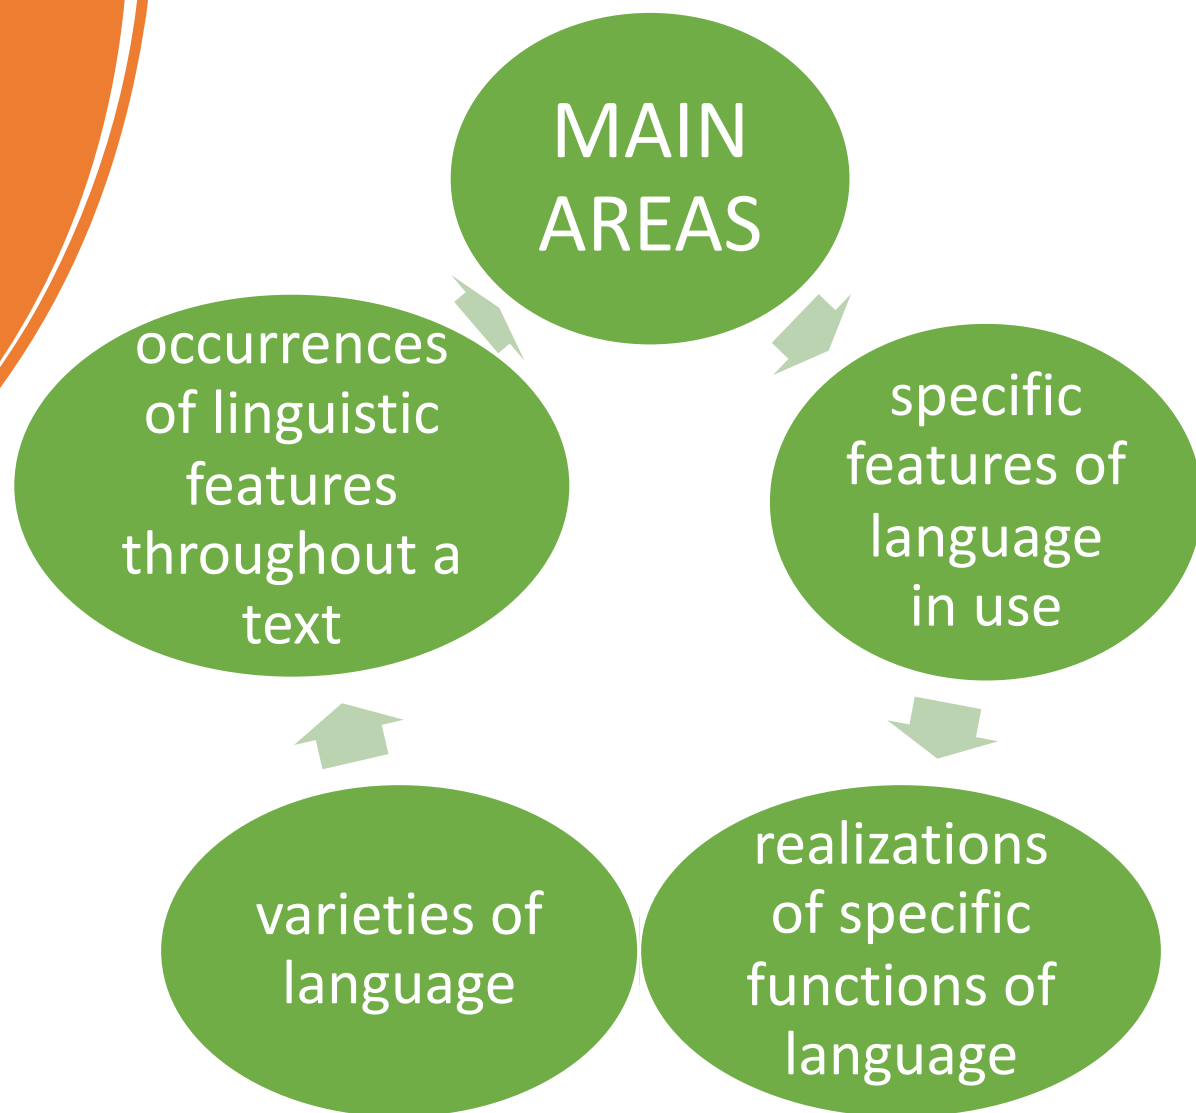 MAIN
AREAS
specific
features of
language
in use
realizations
of specific
functions of
language
varieties of
language
occurrences
of linguistic
features
throughout a
text